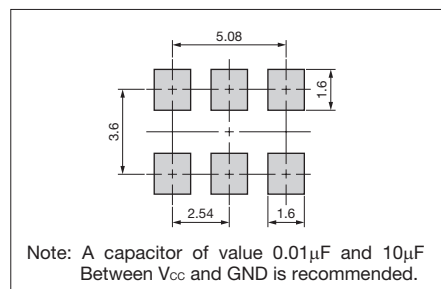 5.08
1.6
3.6
2.54
1.6
Note: A capacitor of value 0.01µF and 10µF
Between Vcc and GND is recommended.